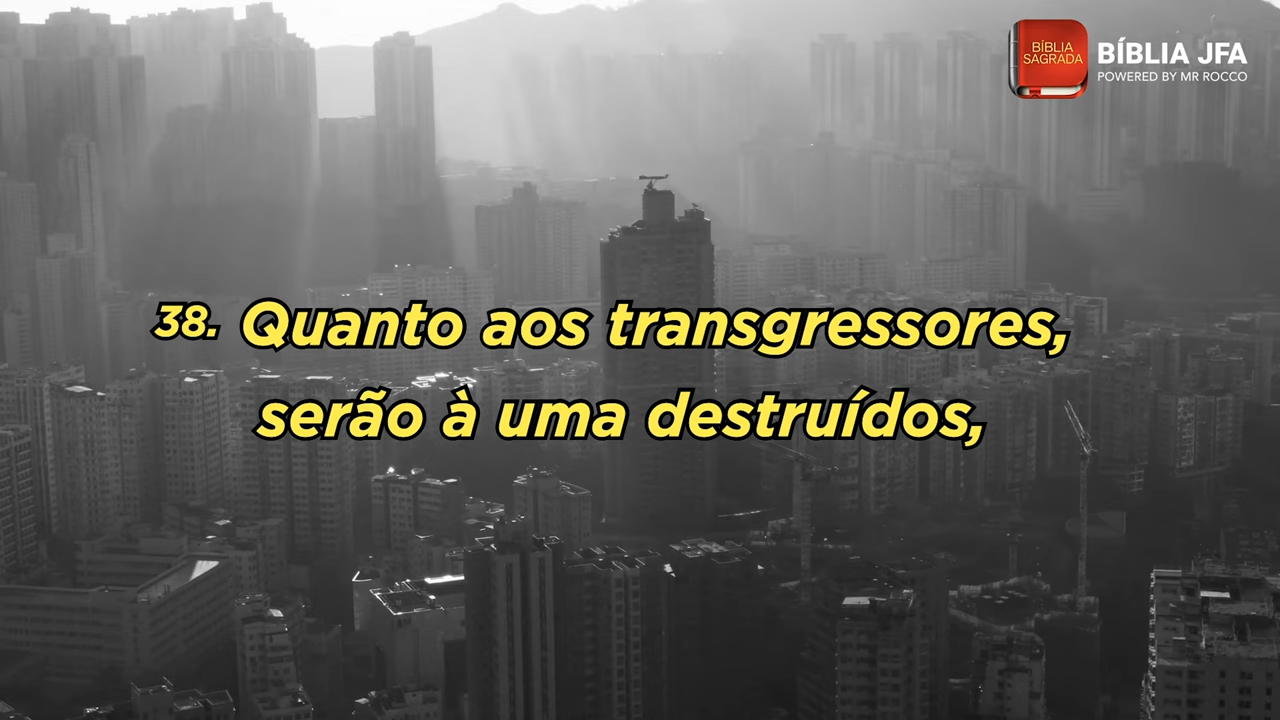 BÍBLIA
SAGRADA
BÍBLIA JFA
POWERED BY MR ROCCO
38. Quanto aos transgressores,
serão à uma destruídos,